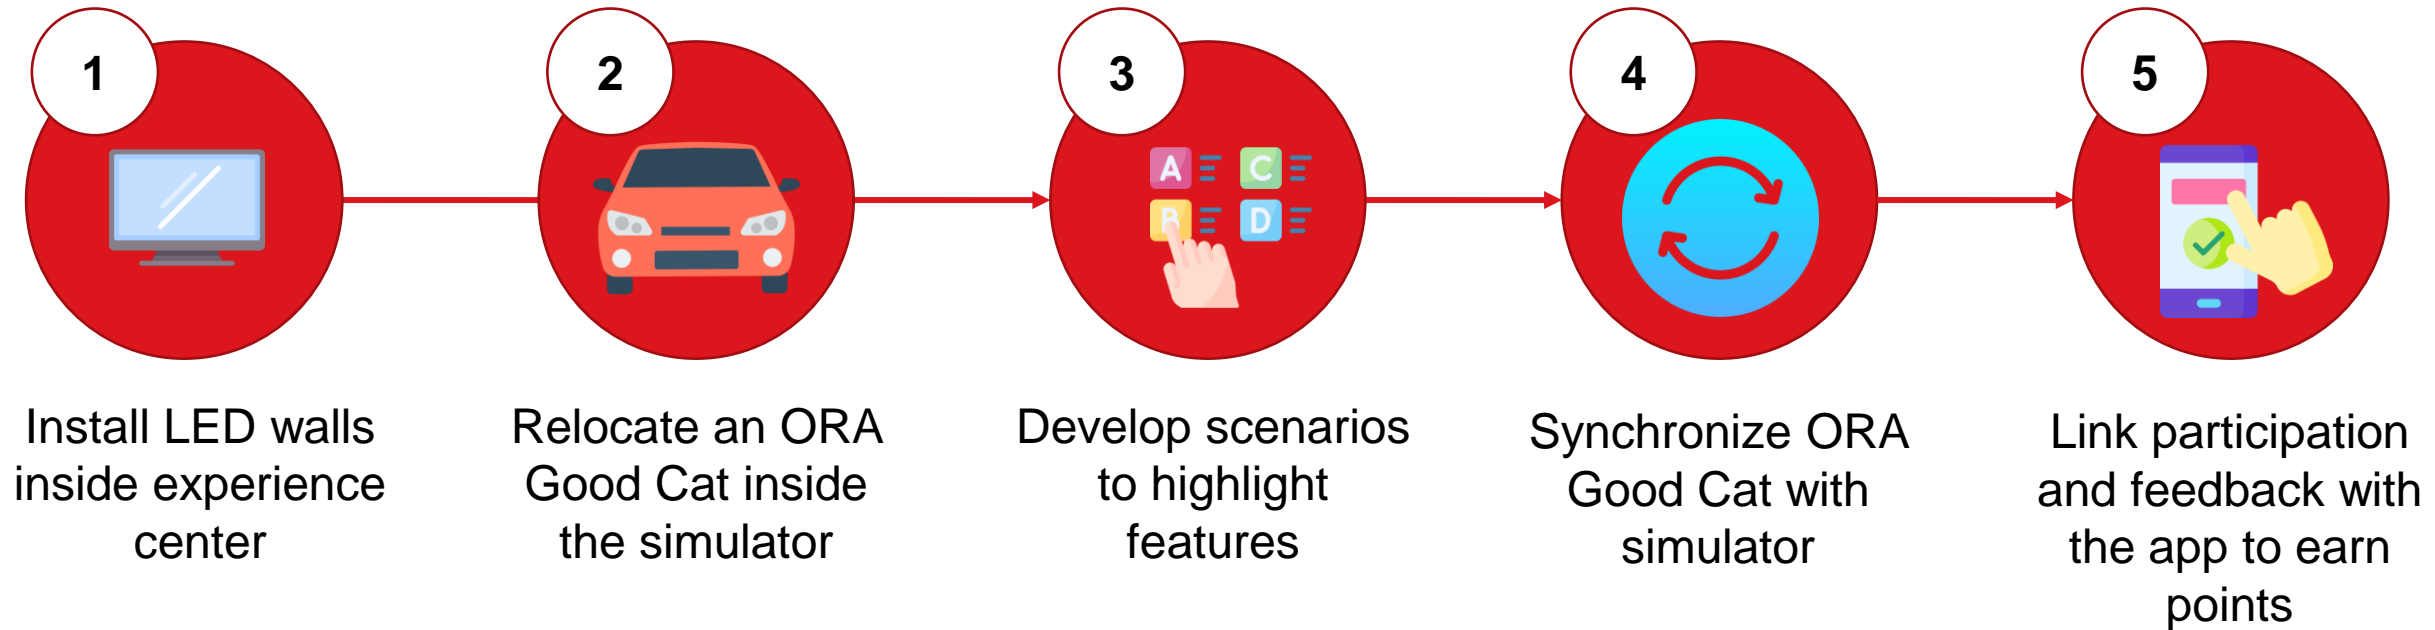 1
2
3
4
5
A
C
B
D
Install LED walls
inside experience
center
Relocate an ORA
Good Cat inside
the simulator
Develop scenarios
to highlight
features
Synchronize ORA
Good Cat with
simulator
Link participation
and feedback with
the app to earn
points